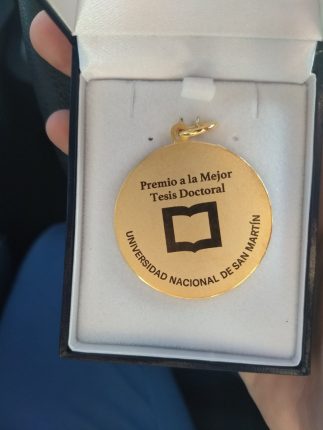 Premio a la Mejor
Tesis Doctoral
UNIVERSIDAD NACIONAL DE SAN MARTÍN